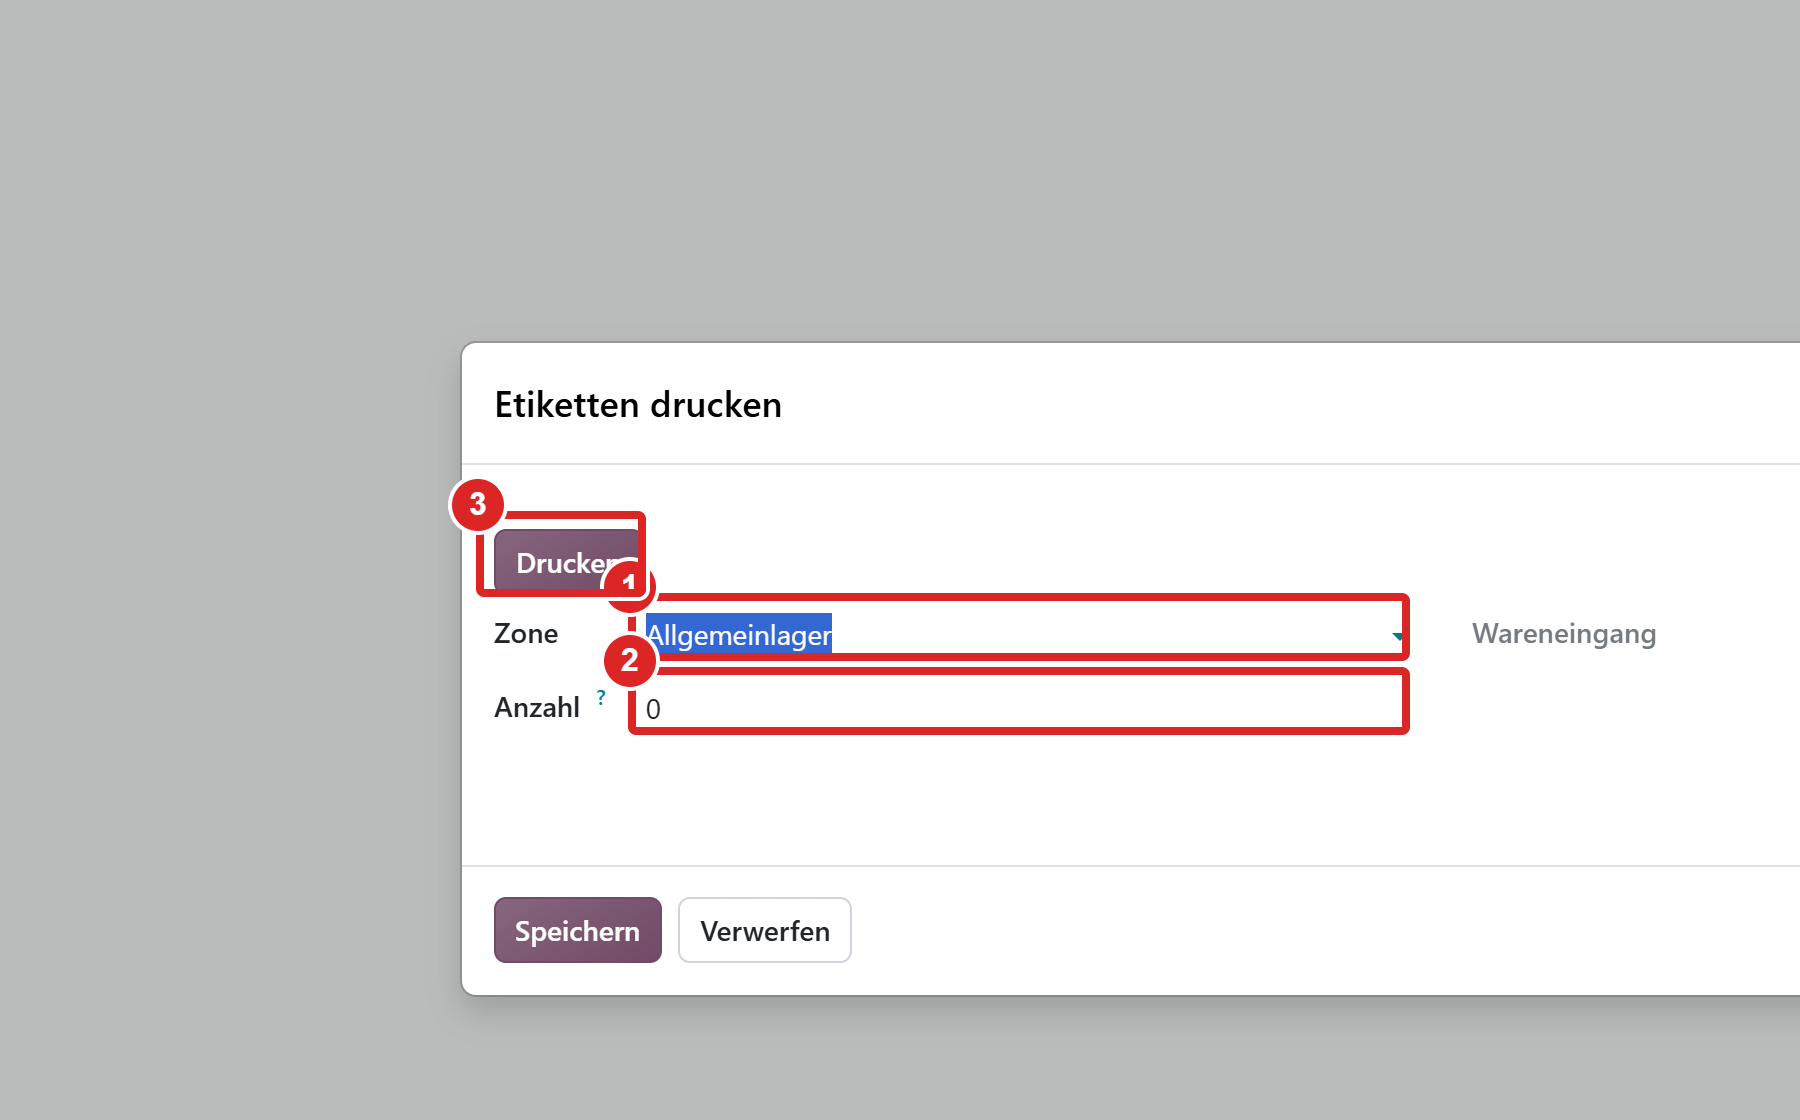 Etiketten drucken
3
Drucken
1
Zone Allgemeinlager Wareneingang
2
Anzahl ? 0
Speichern Verwerfen